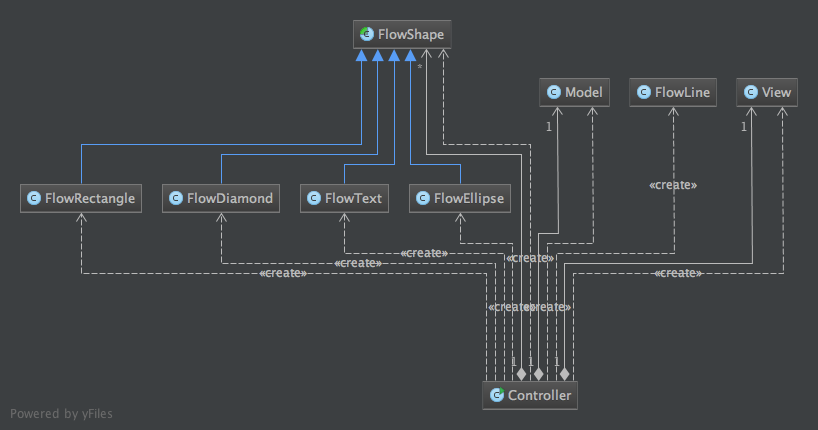 FlowShape
*
Model
FlowLine
View
1
1
«create»
FlowRectangle
FlowDiamond
FlowText
FlowEllipse
«create»
«create»
«create»
«create»
«create»
«create»
«create»
1
1
1
Controller
Powered by yFiles